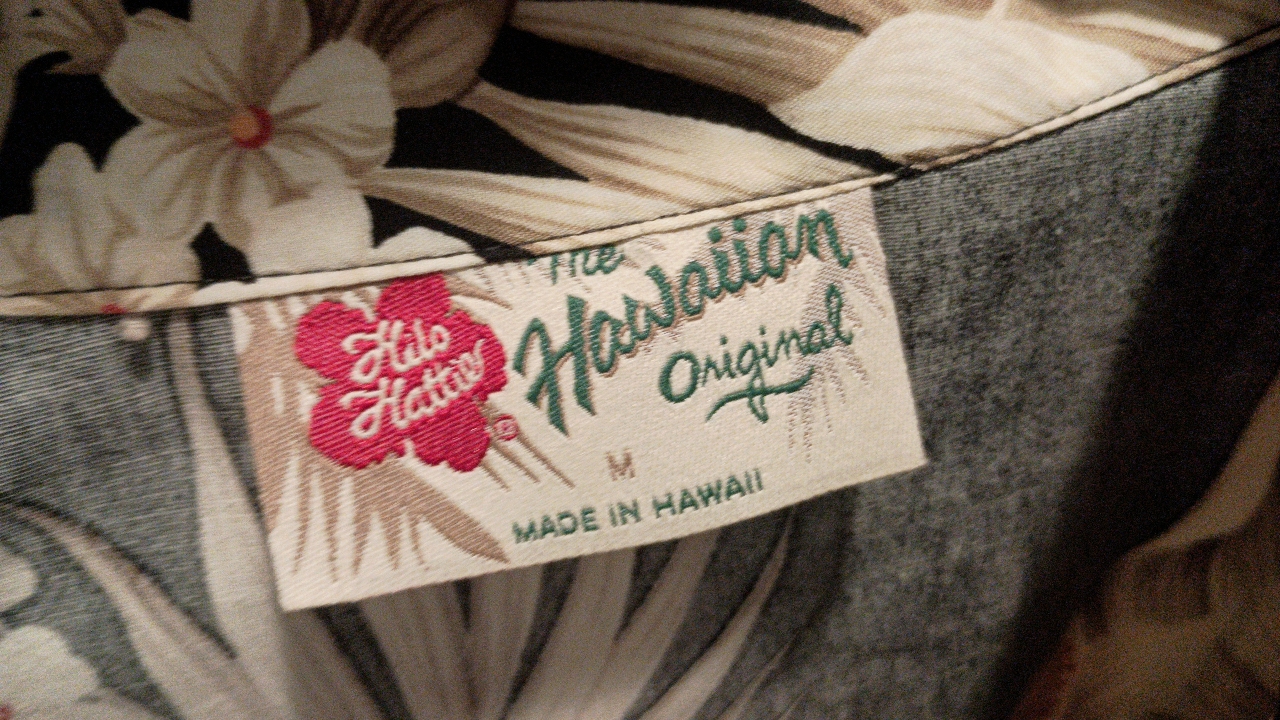 Hilo
Hattie
®
The
Hawaiian
Original
M
MADE IN HAWAII